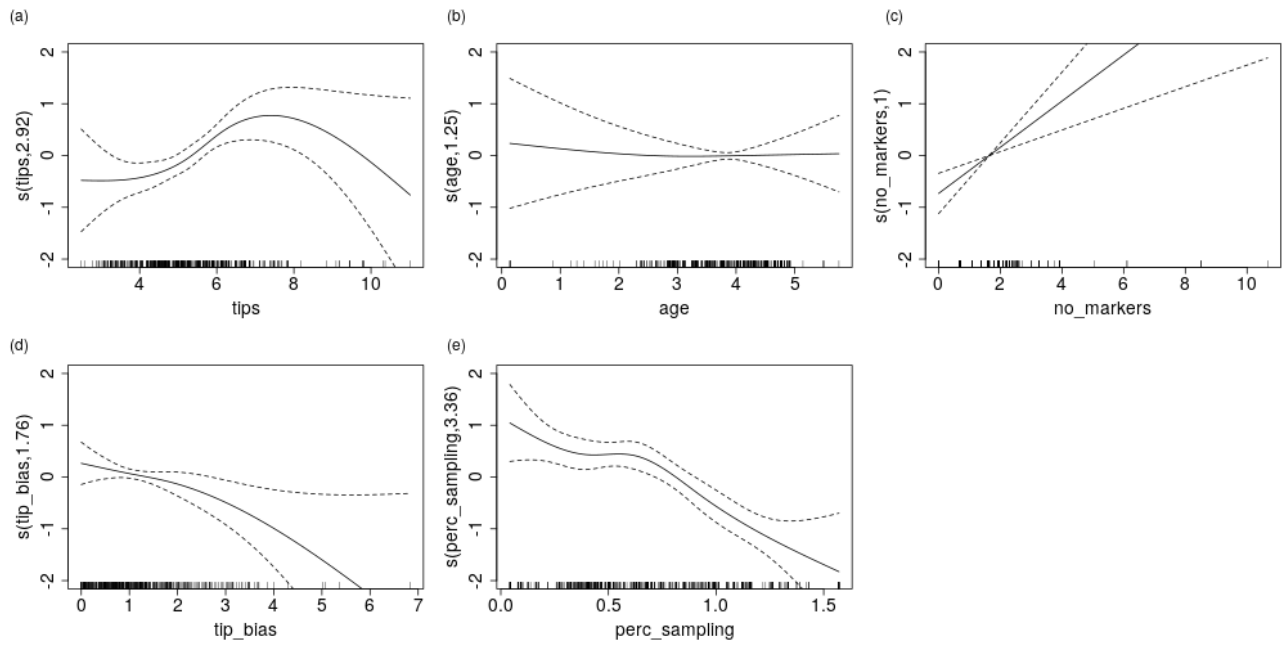 (a)
2
1
0
-1
-2
s(tips,2.92)
4 6 8 10
tips
(b)
2
1
0
-1
-2
s(age,1.25)
0 1 2 3 4 5
age
(c)
2
1
0
-1
-2
s(no_markers,1)
0 2 4 6 8 10
no_markers
(d)
2
1
0
-1
-2
s(tip_bias,1.76)
0 1 2 3 4 5 6 7
tip_bias
(e)
2
1
0
-1
-2
s(perc_sampling,3.36)
0.0 0.5 1.0 1.5
perc_sampling